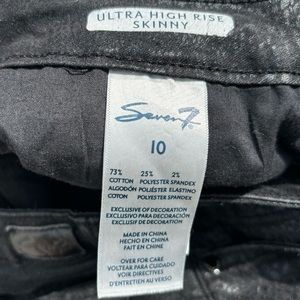 ULTRA HIGH RISE
SKINNY
Seven7
10
73% 25% 2%
COTTON POLYESTER SPANDEX
ALGODÓN POLIÉSTER ELASTINO
COTON POLYESTER SPANDEX
EXCLUSIVE OF DECORATION
EXCLUSIVO PARA DECORACIÓN
EXCLUSIF DE DÉCORATION
MADE IN CHINA
HECHO EN CHINA
FAIT EN CHINE
OVER FOR CARE
VOLTEAR PARA CUIDADO
VOIR DIRECTIVES
D'ENTRETIEN AU VERSO